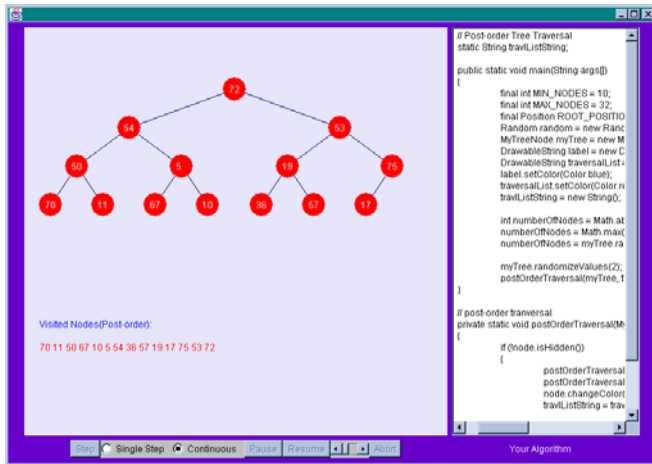 72
54 53
50 5 19 75
70 11 67 10 36 57 17
Visited Nodes(Post-order):
70 11 50 67 10 5 54 36 57 19 17 75 53 72
// Post-order Tree Traversal
static String travlListString;
public static void main(String args[])
{
final int MIN_NODES = 10;
final int MAX_NODES = 32;
final Position ROOT_POSITIO
Random random = new Ranc
MyTreeNode myTree = new M
DrawableString label = new D
DrawableString traversalList =
label.setColor(Color.blue);
traversalList.setColor(Color.re
travlListString = new String();
int numberOfNodes = Math.ab
numberOfNodes = Math.max(
numberOfNodes = myTree.ra
myTree.randomizeValues(2);
postOrderTraversal(myTree, t
}
// post-order tranversal
private static void postOrderTraversal(My
{
if (!node.isHidden())
{
postOrderTraversal
postOrderTraversal
node.changeColor(
travlListString = trav
Step Single Step Continuous Pause Resume Abort
Your Algorithm